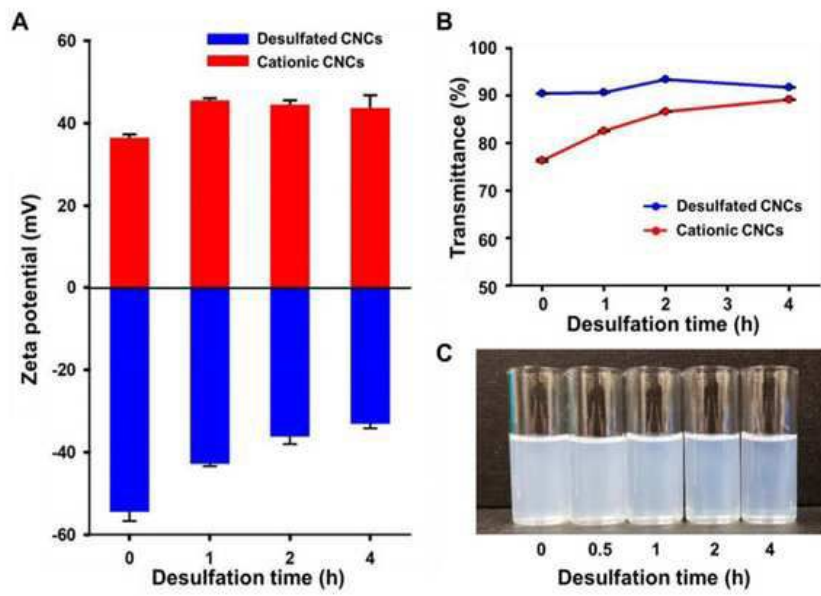 A
Desulfated CNCs
Cationic CNCs
Zeta potential (mV)
60
40
20
0
-20
-40
-60
0 1 2 4
Desulfation time (h)
B
Transmittance (%)
100
90
80
70
60
50
Desulfated CNCs
Cationic CNCs
0 1 2 3 4
Desulfation time (h)
C
0 0.5 1 2 4
Desulfation time (h)